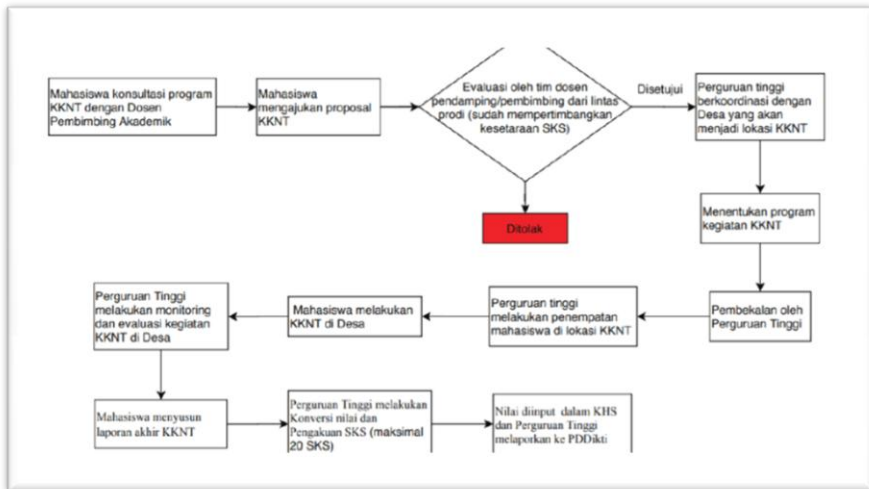 Mahasiswa konsultasi program
KKNT dengan Dosen
Pembimbing Akademik
Mahasiswa
mengajukan proposal
KKNT
Evaluasi oleh tim dosen
pendamping/pembimbing dari lintas
prodi (sudah mempertimbangkan
kesetaraan SKS)
Disetujui
Perguruan tinggi
berkoordinasi dengan
Desa yang akan
menjadi lokasi KKNT
Ditolak
Menentukan program
kegiatan KKNT
Pembekalan oleh
Perguruan Tinggi
Perguruan tinggi
melakukan penempatan
mahasiswa di lokasi KKNT
Mahasiswa melakukan
KKNT di Desa
Perguruan Tinggi
melakukan monitoring
dan evaluasi kegiatan
KKNT di Desa
Mahasiswa menyusun
laporan akhir KKNT
Perguruan Tinggi melakukan
Konversi nilai dan
Pengakuan SKS (maksimal
20 SKS)
Nilai diinput dalam KHS
dan Perguruan Tinggi
melaporkan ke PDDikti